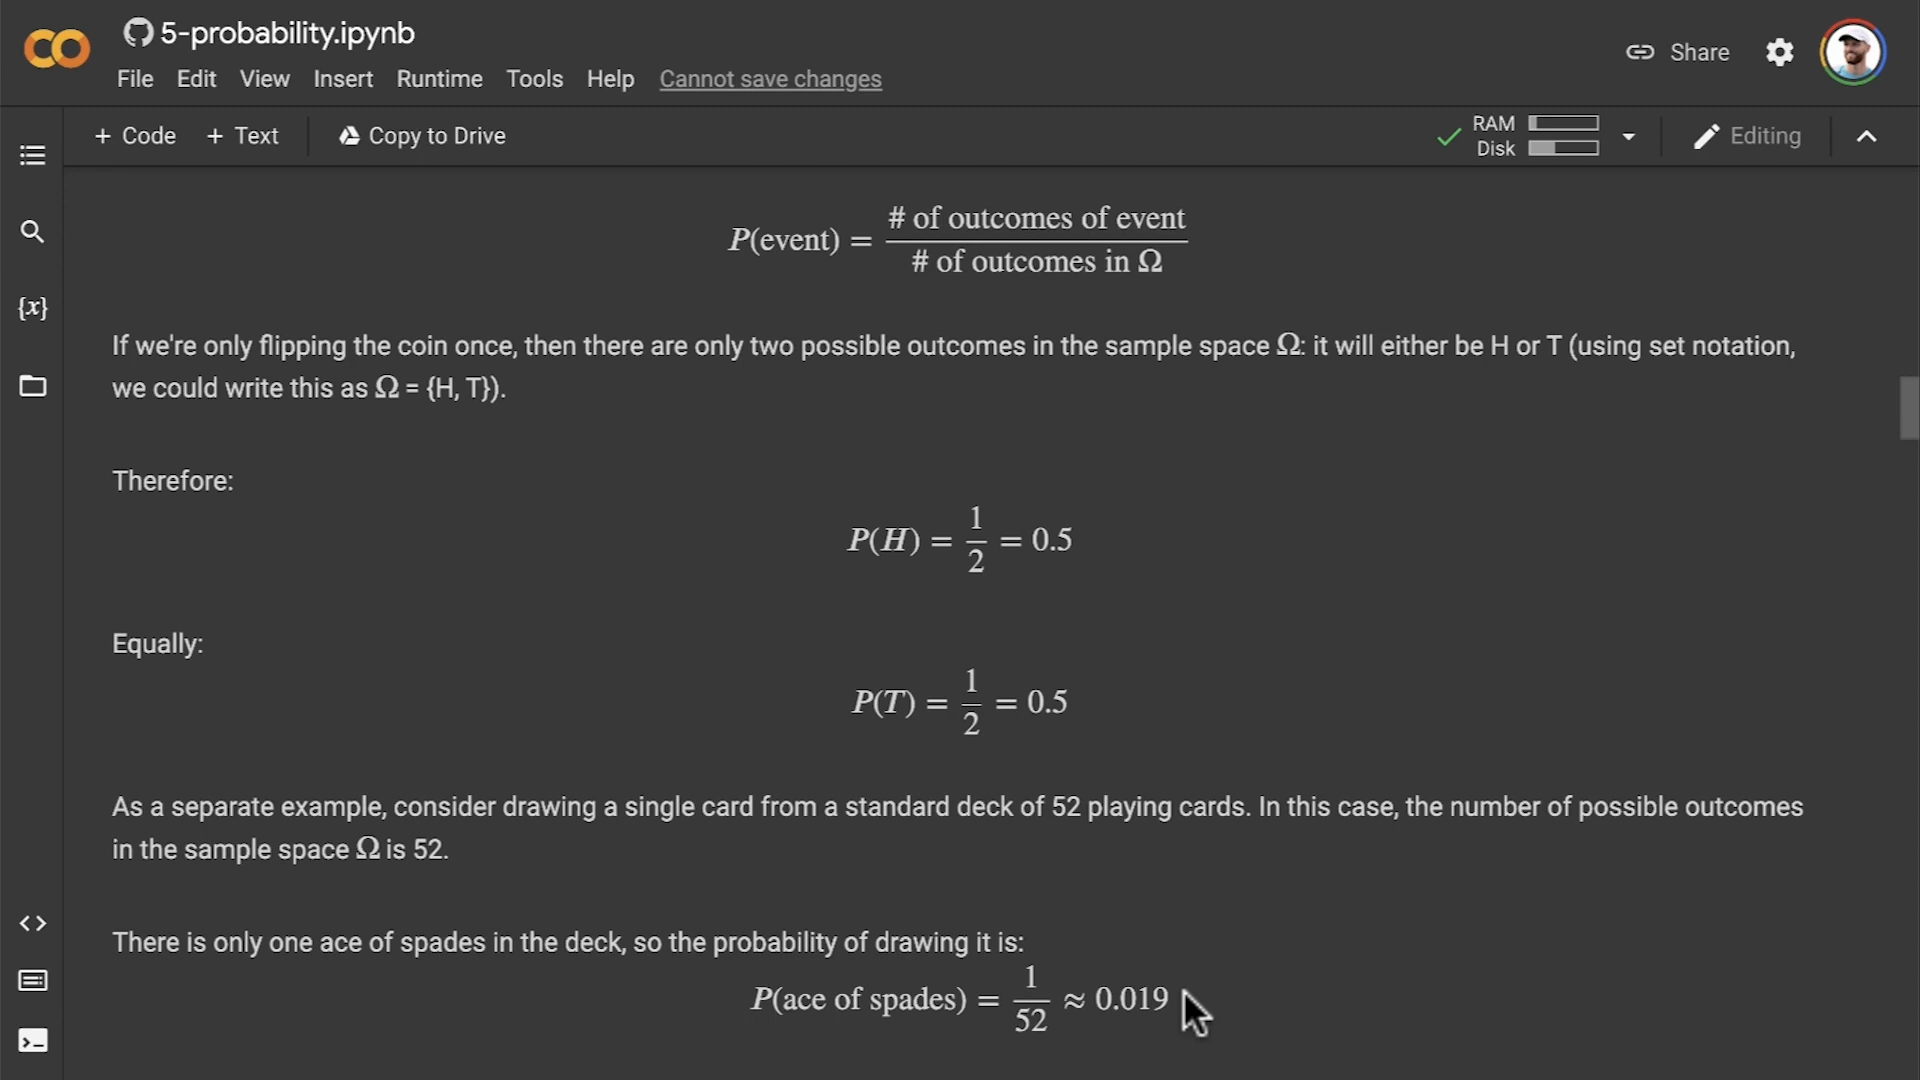 5-probability.ipynb
File Edit View Insert Runtime Tools Help Cannot save changes
Share
+ Code + Text Copy to Drive
RAM
Disk
Editing
{x}
P(event) = # of outcomes of event / # of outcomes in Ω
If we're only flipping the coin once, then there are only two possible outcomes in the sample space Ω: it will either be H or T (using set notation,
we could write this as Ω = {H, T}).
Therefore:
P(H) = 1/2 = 0.5
Equally:
P(T) = 1/2 = 0.5
As a separate example, consider drawing a single card from a standard deck of 52 playing cards. In this case, the number of possible outcomes
in the sample space Ω is 52.
There is only one ace of spades in the deck, so the probability of drawing it is:
P(ace of spades) = 1/52 ≈ 0.019